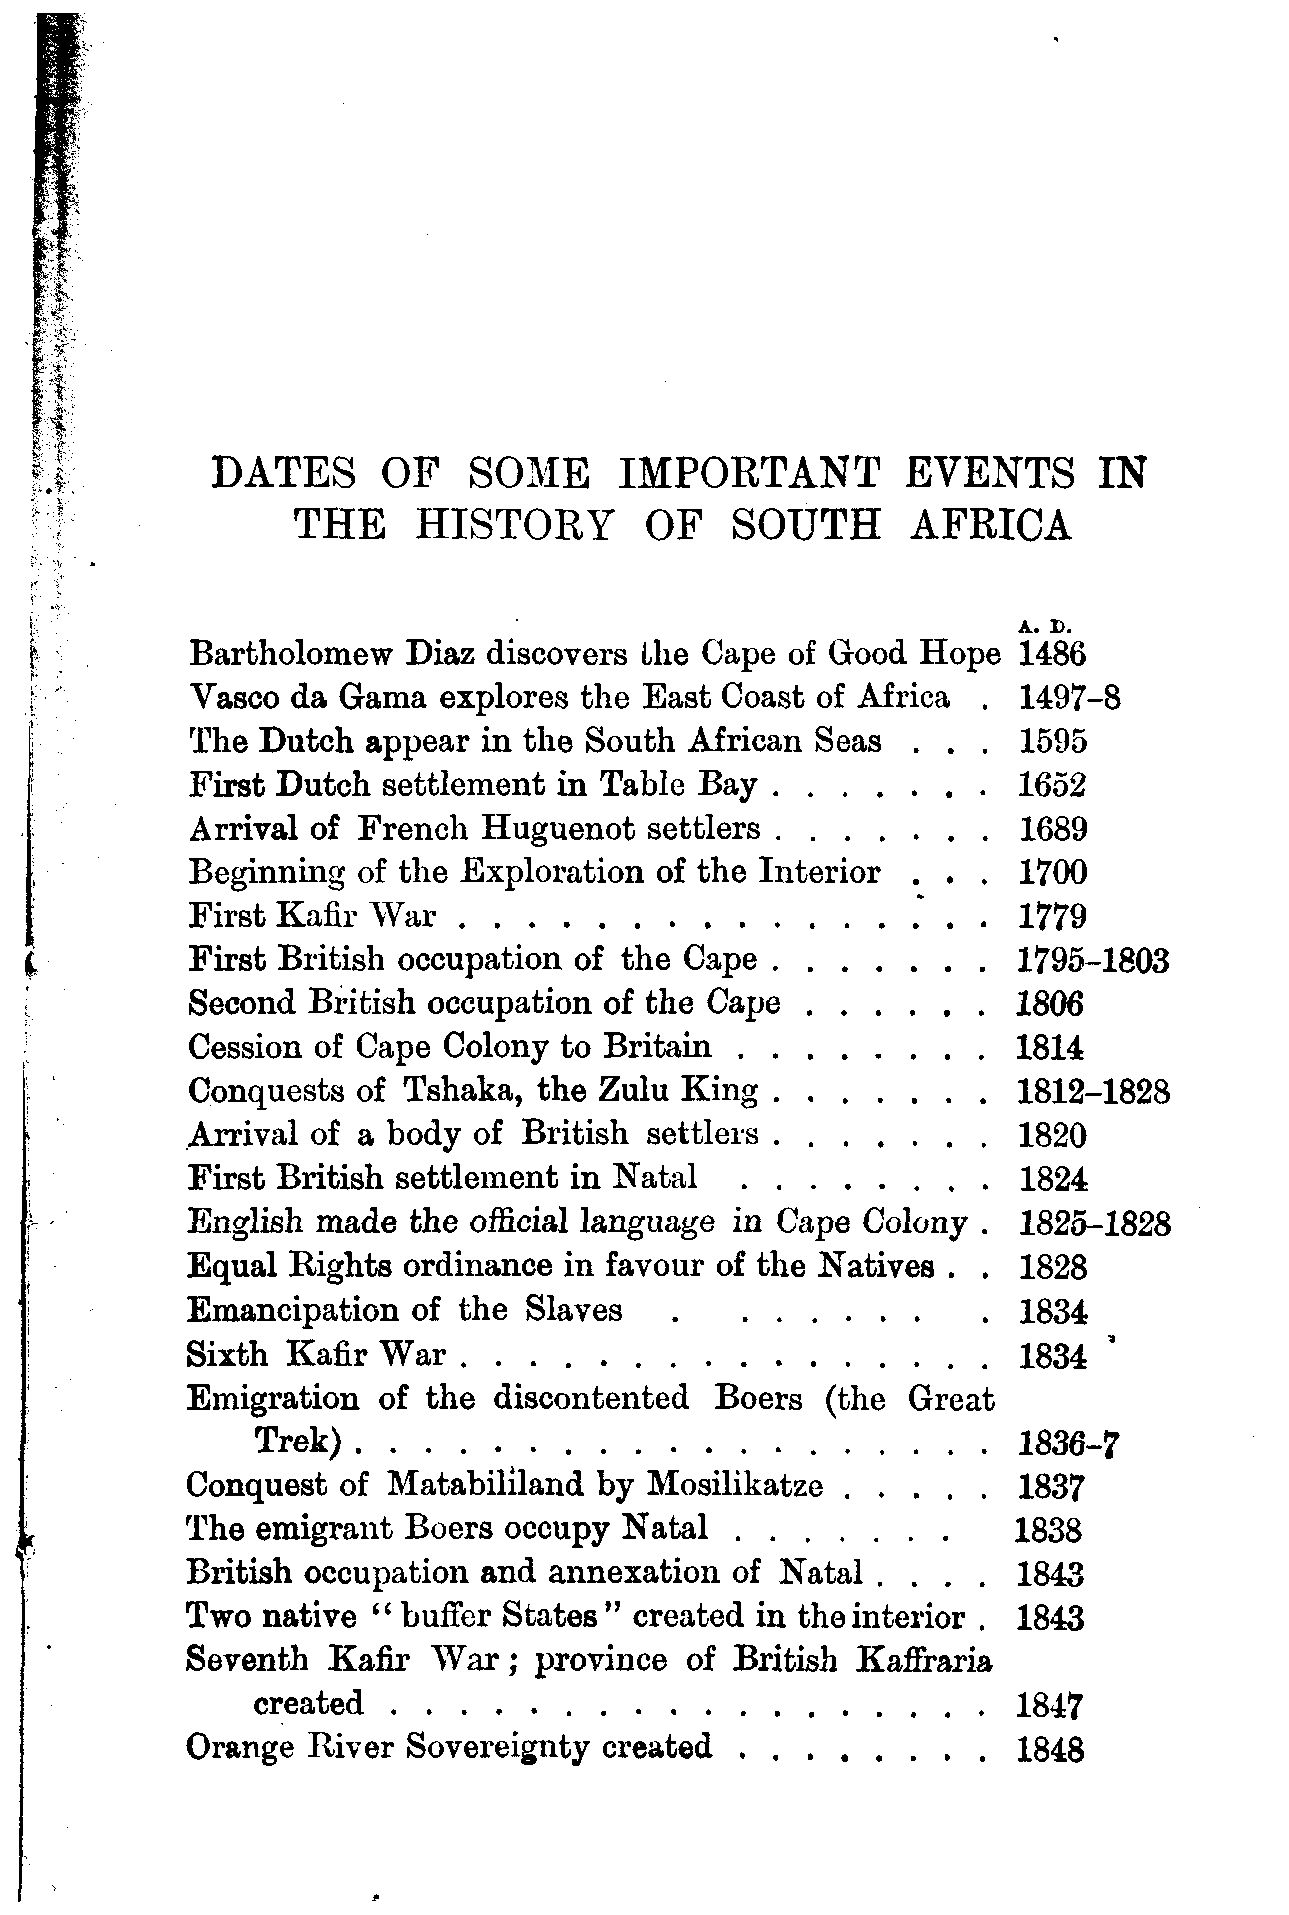 DATES OF SOME IMPORTANT EVENTS IN
THE HISTORY OF SOUTH AFRICA
A. D.
Bartholomew Diaz discovers the Cape of Good Hope 1486
Vasco da Gama explores the East Coast of Africa . 1497–8
The Dutch appear in the South African Seas . . . 1595
First Dutch settlement in Table Bay . . . . . . . 1652
Arrival of French Huguenot settlers . . . . . . . 1689
Beginning of the Exploration of the Interior . . . 1700
First Kafir War . . . . . . . . . . . . . . . . 1779
First British occupation of the Cape . . . . . . . 1795–1803
Second British occupation of the Cape . . . . . . 1806
Cession of Cape Colony to Britain . . . . . . . . 1814
Conquests of Tshaka, the Zulu King . . . . . . . 1812–1828
Arrival of a body of British settlers . . . . . . . 1820
First British settlement in Natal . . . . . . . . 1824
English made the official language in Cape Colony . 1825–1828
Equal Rights ordinance in favour of the Natives . . 1828
Emancipation of the Slaves . . . . . . . . 1834
Sixth Kafir War . . . . . . . . . . . . . . . . 1834
Emigration of the discontented Boers (the Great
Trek) . . . . . . . . . . . . . . . . . . . 1836–7
Conquest of Matabililand by Mosilikatze . . . . . 1837
The emigrant Boers occupy Natal . . . . . . . 1838
British occupation and annexation of Natal . . . . 1843
Two native “buffer States” created in the interior . 1843
Seventh Kafir War; province of British Kaffraria
created . . . . . . . . . . . . . . . . . . 1847
Orange River Sovereignty created . . . . . . . . 1848